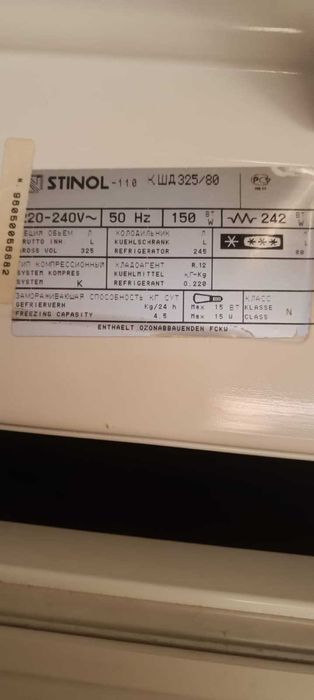 № 96060056882
STINOL -110 КШД 325/80
220-240V~ 50 Hz 150 ВТ W 242 ВТ W
ОБЪЕМ Л ХОЛОДИЛЬНИК Л
BRUTTO INH. L KUEHLSCHRANK L
GROSS VOL 325 REFRIGERATOR 245
ТИП КОМПРЕССИОННЫЙ ХЛАДОАГЕНТ R.12
SYSTEM KOMPRES KUEHLMITTEL КГ-Kg
SYSTEM K REFRIGERANT 0.220
ЗАМОРАЖИВАЮЩАЯ СПОСОБНОСТЬ КГ СУТ КЛАСС
GEFRIERVERM Kg/24 h Max 15 ВТ KLASSE N
FREEZING CAPASITY 4.5 Max 15 W CLASS
ENTHAELT OZONABBAUENDEN FCKW